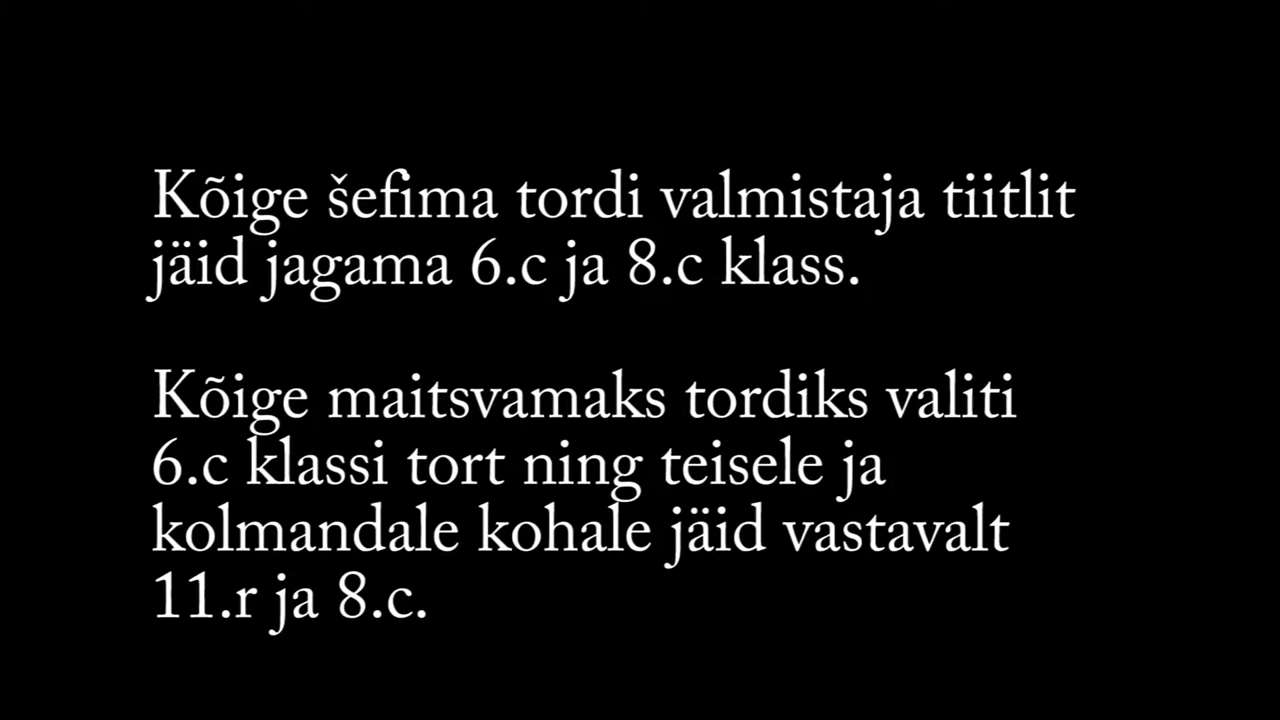 Kõige šefima tordi valmistaja tiitlit
jäid jagama 6.c ja 8.c klass.
Kõige maitsvamaks tordiks valiti
6.c klassi tort ning teisele ja
kolmandale kohale jäid vastavalt
11.r ja 8.c.